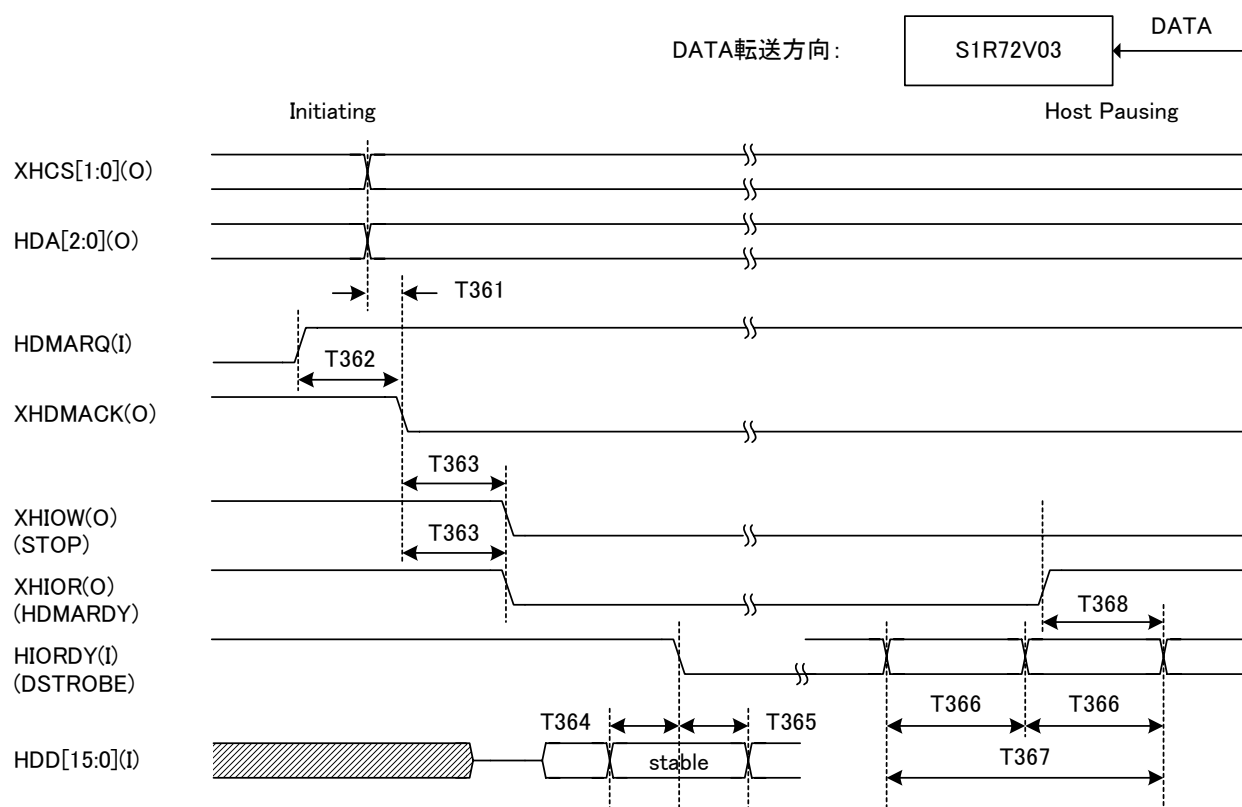 DATA転送方向:
S1R72V03
DATA
Initiating
Host Pausing
XHCS[1:0](O)
HDA[2:0](O)
T361
HDMARQ(I)
T362
XHDMACK(O)
T363
XHIOW(O)
(STOP)
T363
XHIOR(O)
(HDMARDY)
T368
HIORDY(I)
(DSTROBE)
T364
T365
T366
T366
HDD[15:0](I)
stable
T367